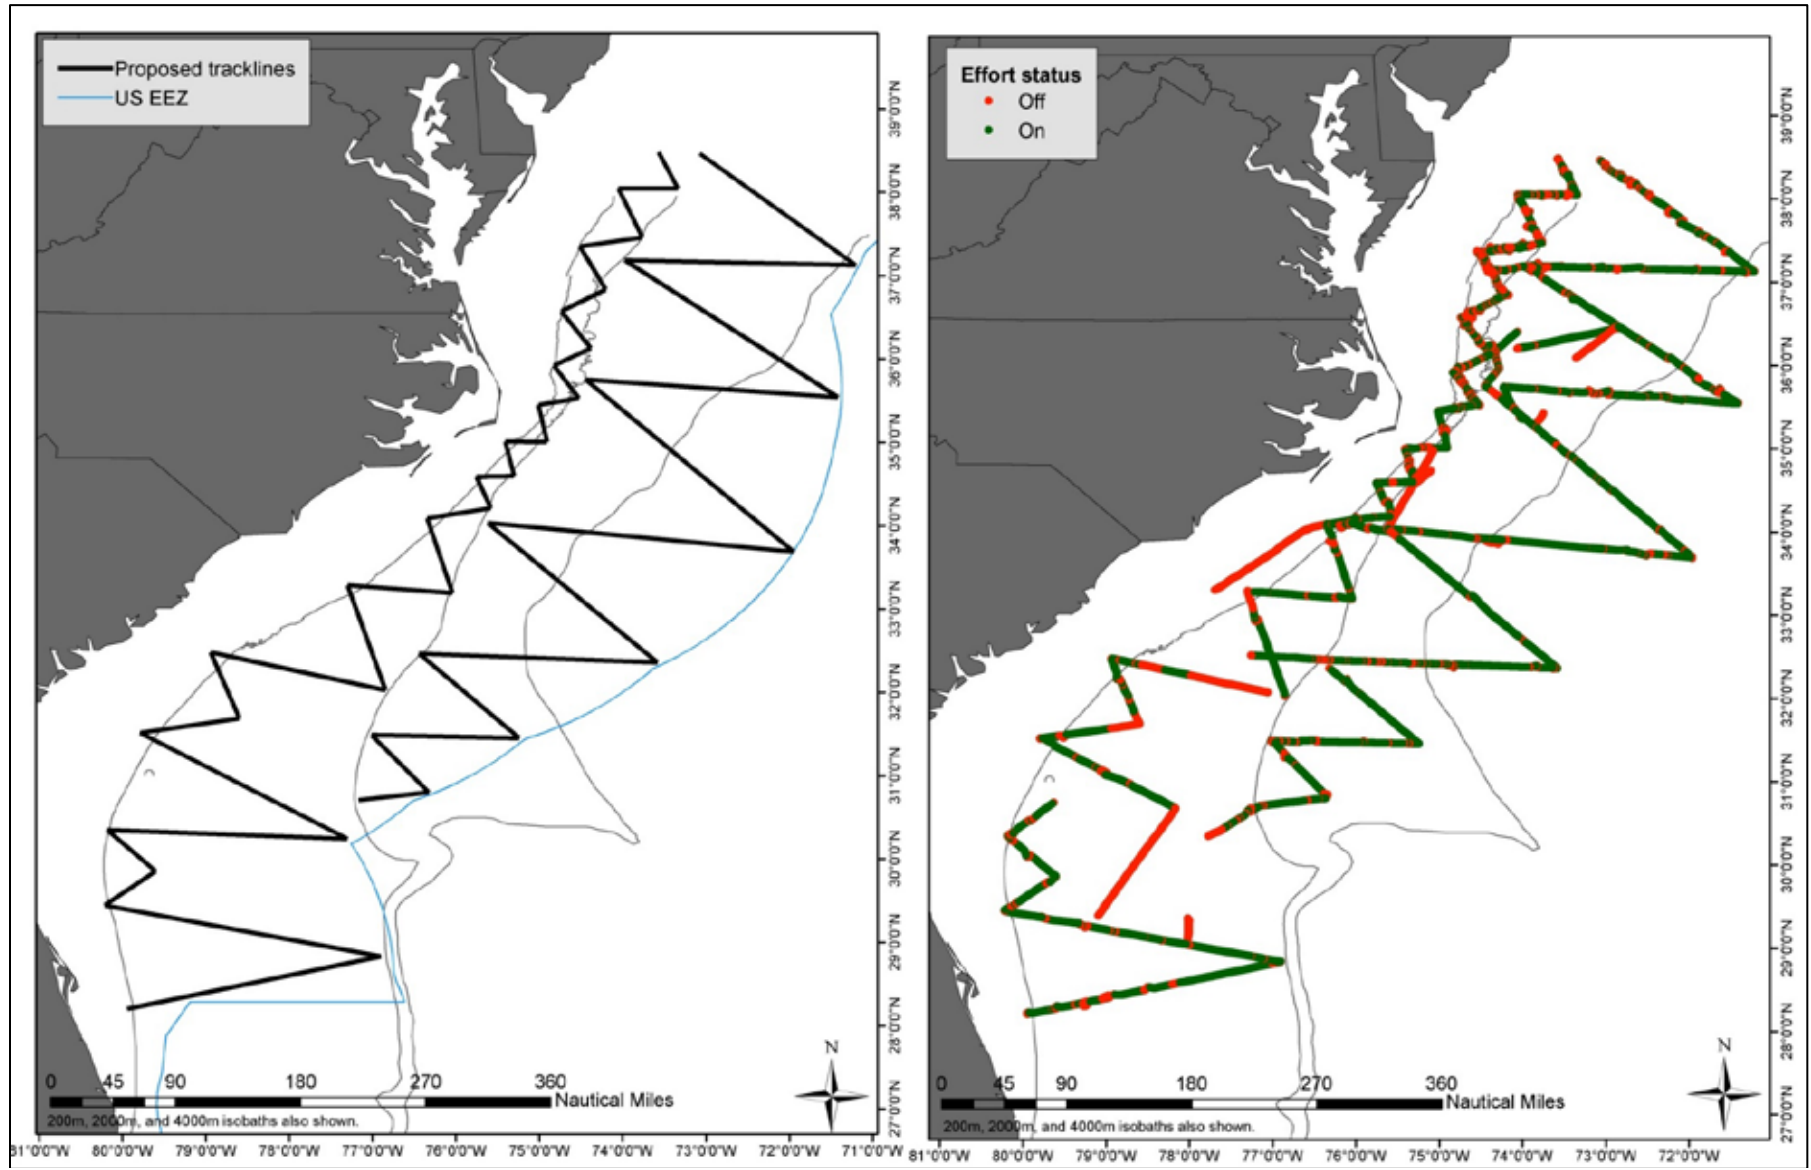 Proposed tracklines
US EEZ
39°0'0"N
38°0'0"N
37°0'0"N
36°0'0"N
35°0'0"N
34°0'0"N
33°0'0"N
32°0'0"N
31°0'0"N
30°0'0"N
29°0'0"N
28°0'0"N
27°0'0"N
N
0 45 90 180 270 360
Nautical Miles
200m, 2000m, and 4000m isobaths also shown.
81°0'0"W 80°0'0"W 79°0'0"W 78°0'0"W 77°0'0"W 76°0'0"W 75°0'0"W 74°0'0"W 73°0'0"W 72°0'0"W 71°0'0"W
Effort status
Off
On
39°0'0"N
38°0'0"N
37°0'0"N
36°0'0"N
35°0'0"N
34°0'0"N
33°0'0"N
32°0'0"N
31°0'0"N
30°0'0"N
29°0'0"N
28°0'0"N
27°0'0"N
N
0 45 90 180 270 360
Nautical Miles
200m, 2000m, and 4000m isobaths also shown.
81°0'0"W 80°0'0"W 79°0'0"W 78°0'0"W 77°0'0"W 76°0'0"W 75°0'0"W 74°0'0"W 73°0'0"W 72°0'0"W